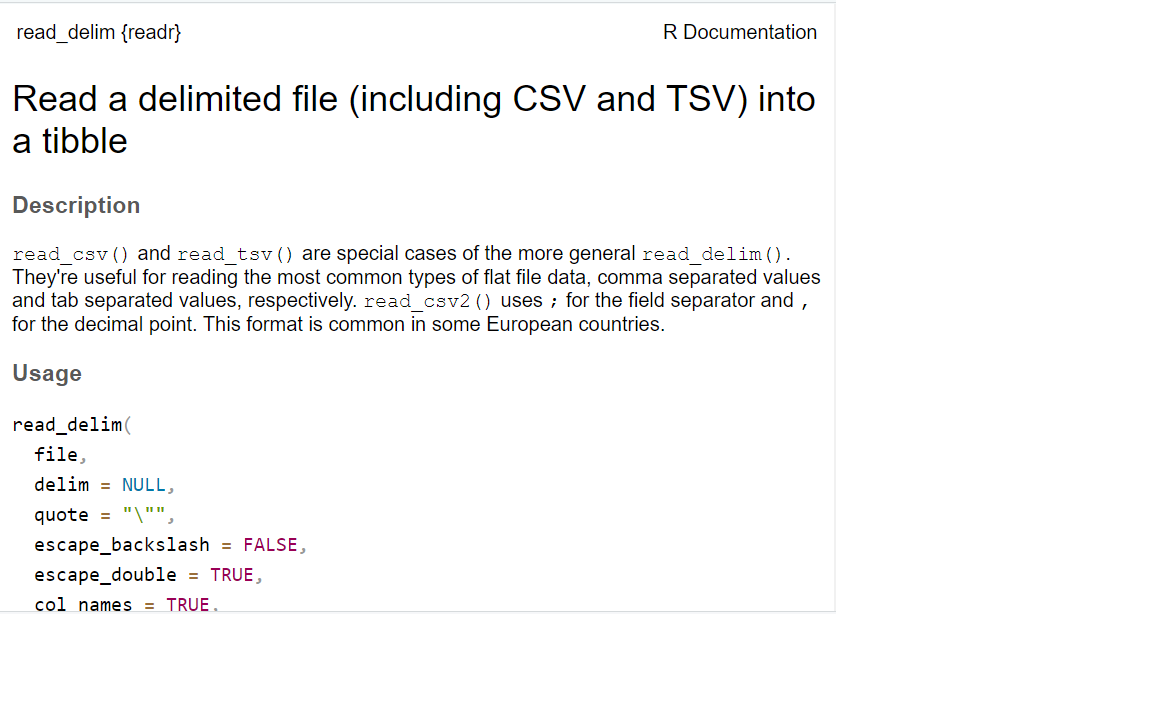 read_delim {readr}
R Documentation
Read a delimited file (including CSV and TSV) into
a tibble
Description
read_csv() and read_tsv() are special cases of the more general read_delim().
They're useful for reading the most common types of flat file data, comma separated values
and tab separated values, respectively. read_csv2() uses ; for the field separator and ,
for the decimal point. This format is common in some European countries.
Usage
read_delim(
  file,
  delim = NULL,
  quote = "\"",
  escape_backslash = FALSE,
  escape_double = TRUE,
  col_names = TRUE,